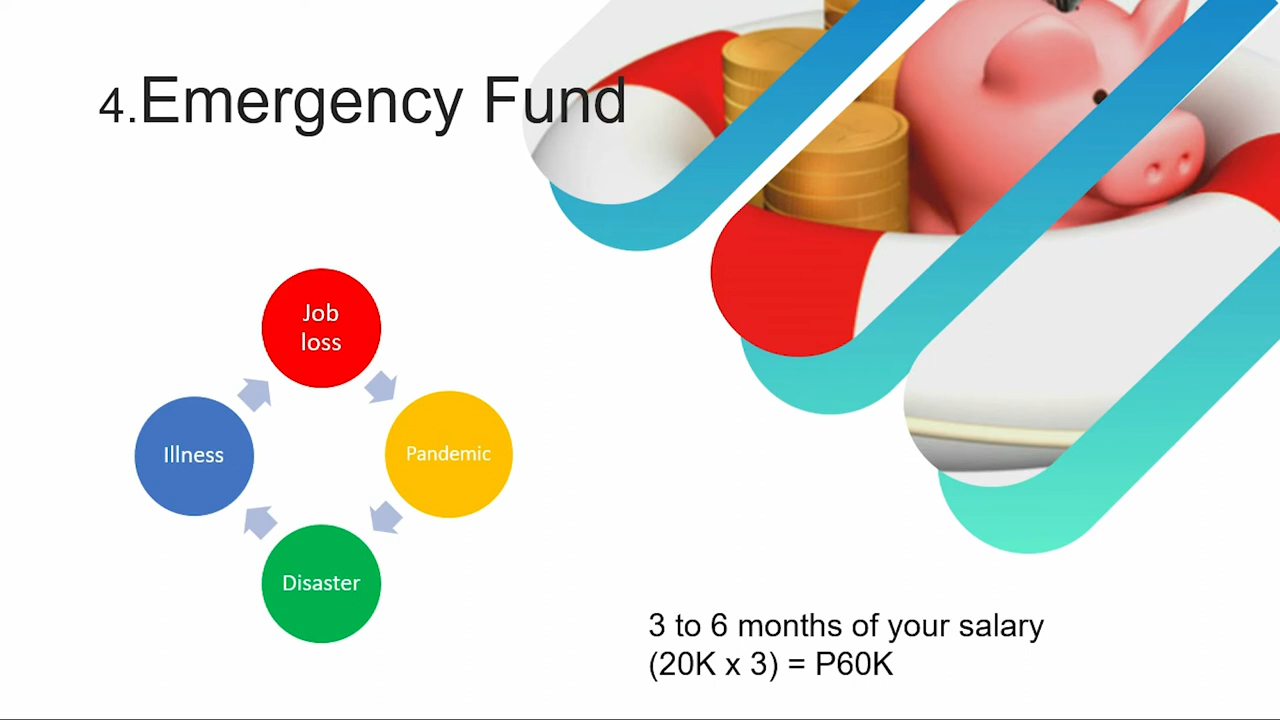 4.Emergency Fund
Job
loss
Illness
Pandemic
Disaster
3 to 6 months of your salary
(20K x 3) = P60K